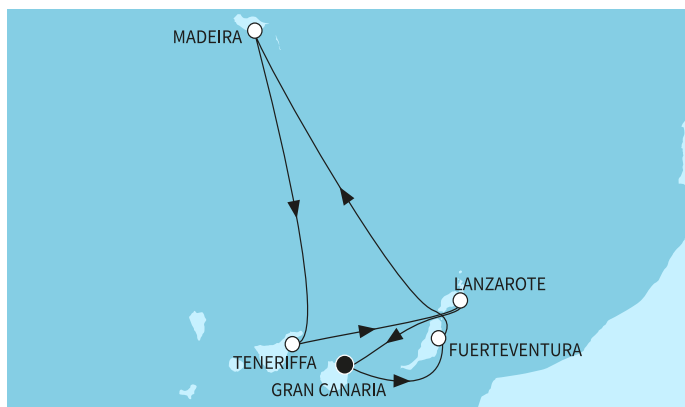 MADEIRA
LANZAROTE
FUERTEVENTURA
TENERIFFA
GRAN CANARIA